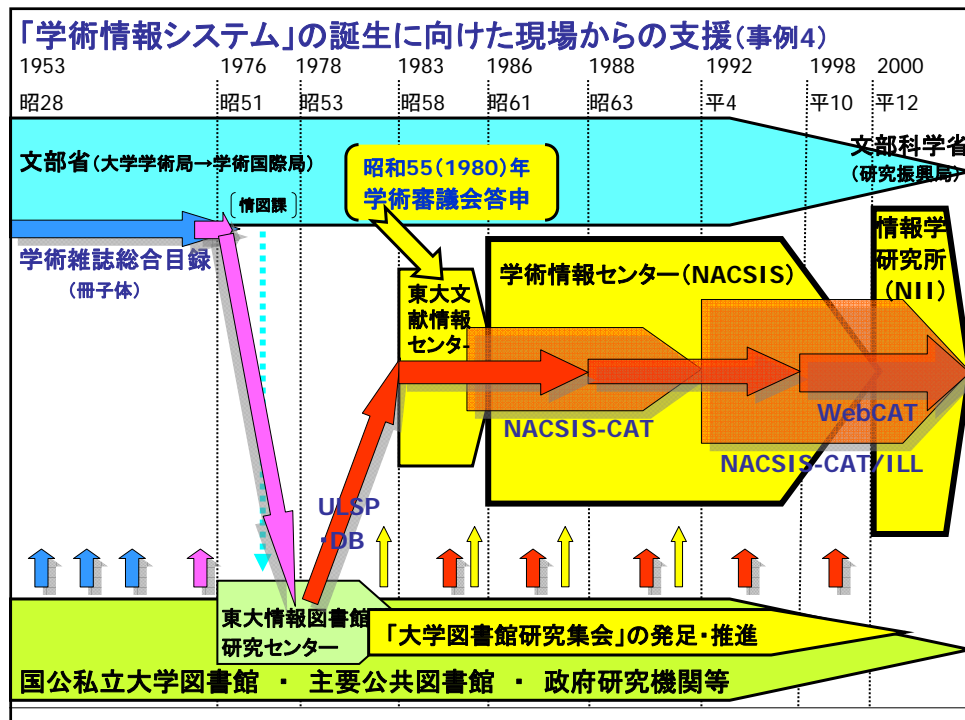 「学術情報システム」の誕生に向けた現場からの支援(事例4)
1953 1976 1978 1983 1986 1988 1992 1998 2000
昭28 昭51 昭53 昭58 昭61 昭63 平4 平10 平12
文部省(大学学術局→学術国際局)
情図課
昭和55(1980)年
学術審議会答申
文部科学省
(研究振興局)
学術雑誌総合目録
(冊子体)
東大文
献情報
センター
学術情報センター(NACSIS)
情報学
研究所
(NII)
NACSIS-CAT
WebCAT
NACSIS-CAT/ILL
ULSP
・DB
東大情報図書館
研究センター
「大学図書館研究集会」の発足・推進
国公私立大学図書館 ・ 主要公共図書館 ・ 政府研究機関等